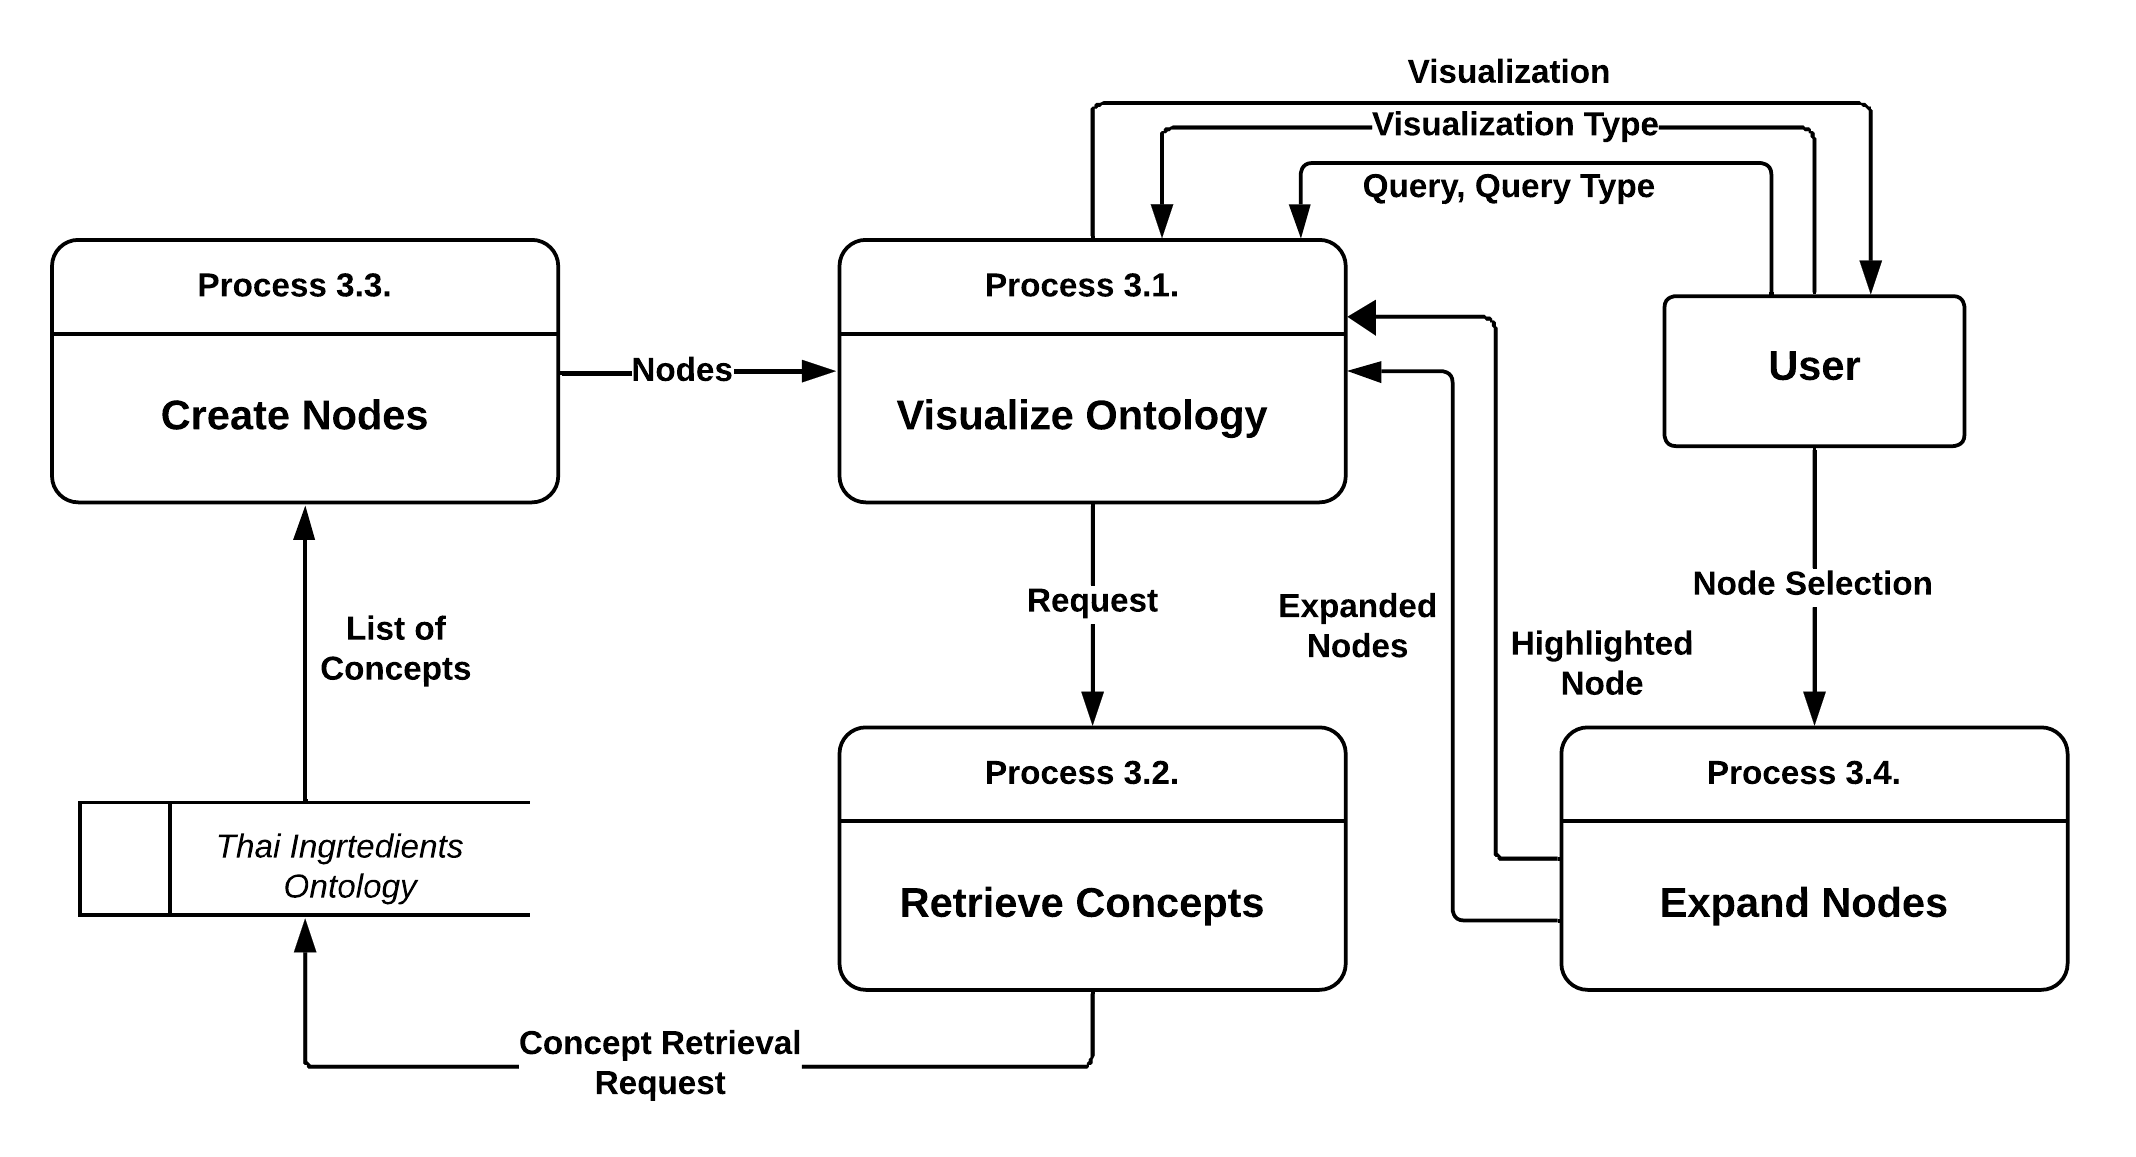 Visualization
Visualization Type
Query, Query Type
Process 3.3.
Create Nodes
Nodes
Process 3.1.
Visualize Ontology
User
List of
Concepts
Request
Expanded
Nodes
Highlighted
Node
Node Selection
Thai Ingrtedients
Ontology
Process 3.2.
Retrieve Concepts
Process 3.4.
Expand Nodes
Concept Retrieval
Request